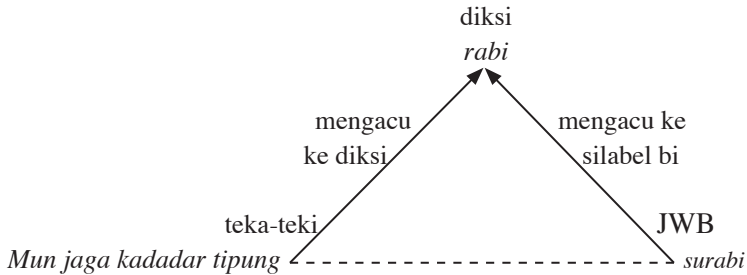 diksi
rabi
mengacu
ke diksi
mengacu ke
silabel bi
teka-teki
JWB
Mun jaga kadadar tipung
surabi